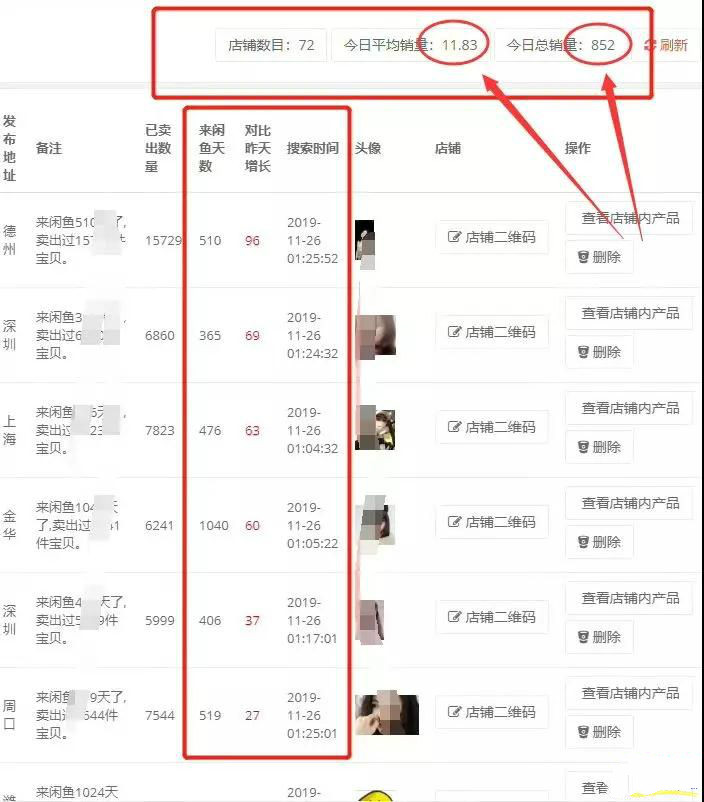 店铺数目：72 今日平均销量：11.83 今日总销量：852 刷新
发布地址 备注 已卖出数量 来闲鱼天数 对比昨天增长 搜索时间 头像 店铺 操作
德州
来闲鱼510
了,
卖出过157
件
宝贝。
15729 510 96
2019-
11-26
01:25:52
店铺二维码
查看店铺内产品
删除
深圳
来闲鱼3
卖出过6
宝贝。
6860 365 69
2019-
11-26
01:24:32
店铺二维码
查看店铺内产品
删除
上海
来闲鱼
6天
,
卖出过
23
宝贝。
7823 476 63
2019-
11-26
01:04:32
店铺二维码
查看店铺内产品
删除
金华
来闲鱼104
天
了,卖出过
1
件宝贝。
6241 1040 60
2019-
11-26
01:05:22
店铺二维码
查看店铺内产品
删除
深圳
来闲鱼4
天了,
卖出过5
9件
宝贝。
5999 406 37
2019-
11-26
01:17:01
店铺二维码
查看店铺内产品
删除
周口
来闲鱼
9天了,
卖出过
544件
宝贝。
7544 519 27
2019-
11-26
01:25:01
店铺二维码
查看店铺内产品
删除
来闲鱼1024天
2019-
查看